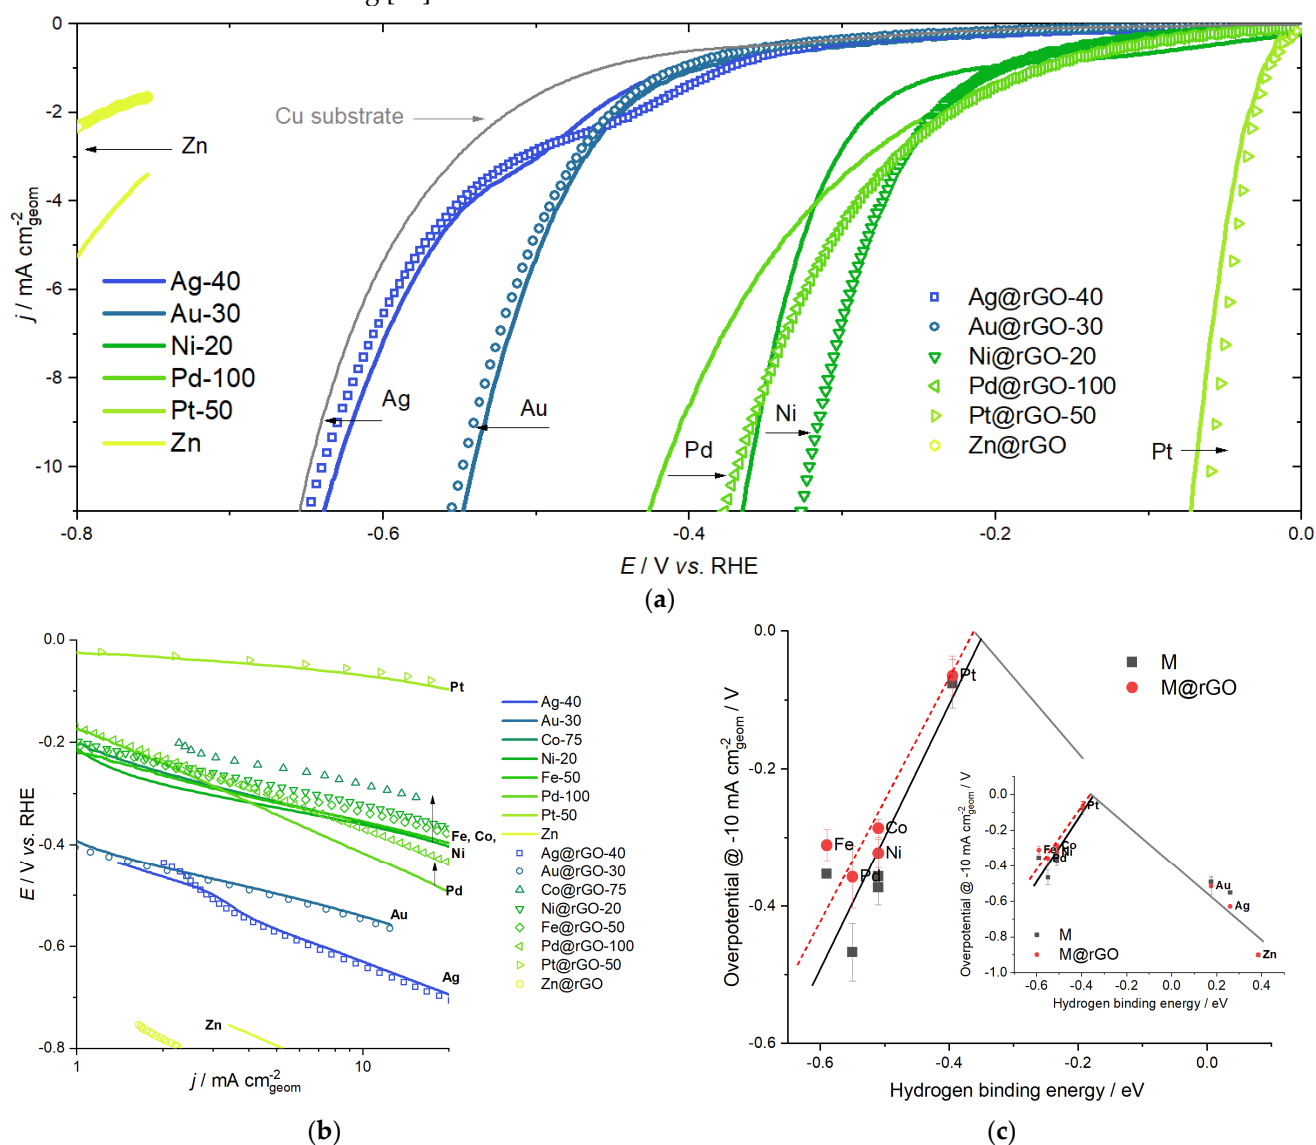 0
-2
-4
-6
-8
-10
j / mA cm-2geom
Cu substrate
Zn
Ag-40
Au-30
Ni-20
Pd-100
Pt-50
Zn
Ag@rGO-40
Au@rGO-30
Ni@rGO-20
Pd@rGO-100
Pt@rGO-50
Zn@rGO
Ag
Au
Pd
Ni
Pt
-0.8
-0.6
-0.4
-0.2
0.0
E / V vs. RHE
(a)
0.0
-0.2
-0.4
-0.6
-0.8
E / V vs. RHE
Pt
Fe, Co,
Ni
Pd
Au
Ag
Zn
1
10
j / mA cm-2geom
Ag-40
Au-30
Co-75
Ni-20
Fe-50
Pd-100
Pt-50
Zn
Ag@rGO-40
Au@rGO-30
Co@rGO-75
Ni@rGO-20
Fe@rGO-50
Pd@rGO-100
Pt@rGO-50
Zn@rGO
(b)
0.0
-0.2
-0.4
-0.6
Overpotential @ -10 mA cm-2geom / V
M
M@rGO
Pt
Co
Fe
Ni
Pd
-0.6
-0.4
-0.2
0.0
Hydrogen binding energy / eV
0.0
-0.2
-0.4
-0.6
-0.8
-1.0
Overpotential @ -10 mA cm-2geom / V
Pt
Co
Fe
Ni
Pd
Au
Ag
Zn
M
M@rGO
-0.6
-0.4
-0.2
0.0
0.2
0.4
Hydrogen binding energy / eV
(c)